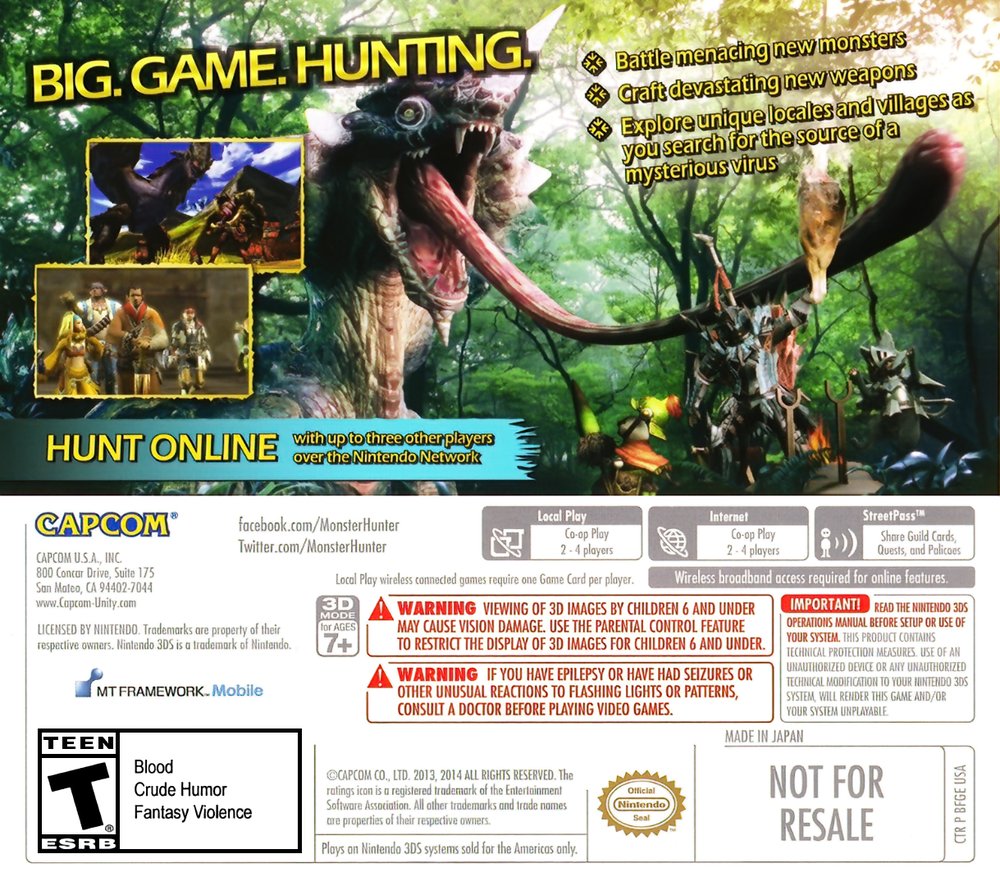 BIG. GAME. HUNTING.
Battle menacing new monsters
Craft devastating new weapons
Explore unique locales and villages as
you search for the source of a
mysterious virus
HUNT ONLINE
with up to three other players
over the Nintendo Network
CAPCOM®
CAPCOM U.S.A., INC.
800 Concar Drive, Suite 175
San Mateo, CA 94402-7044
www.Capcom-Unity.com
LICENSED BY NINTENDO. Trademarks are property of their
respective owners. Nintendo 3DS is a trademark of Nintendo.
MT FRAMEWORK™ Mobile
facebook.com/MonsterHunter
Twitter.com/MonsterHunter
Local Play
Co-op Play
2 - 4 players
Internet
Co-op Play
2 - 4 players
StreetPass™
Share Guild Cards,
Quests, and Palicoes
Local Play wireless connected games require one Game Card per player.
Wireless broadband access required for online features.
3D
MODE
for AGES
7+
WARNING VIEWING OF 3D IMAGES BY CHILDREN 6 AND UNDER
MAY CAUSE VISION DAMAGE. USE THE PARENTAL CONTROL FEATURE
TO RESTRICT THE DISPLAY OF 3D IMAGES FOR CHILDREN 6 AND UNDER.
WARNING IF YOU HAVE EPILEPSY OR HAVE HAD SEIZURES OR
OTHER UNUSUAL REACTIONS TO FLASHING LIGHTS OR PATTERNS,
CONSULT A DOCTOR BEFORE PLAYING VIDEO GAMES.
IMPORTANT! READ THE NINTENDO 3DS
OPERATIONS MANUAL BEFORE SETUP OR USE OF
YOUR SYSTEM. THIS PRODUCT CONTAINS
TECHNICAL PROTECTION MEASURES. USE OF AN
UNAUTHORIZED DEVICE OR ANY UNAUTHORIZED
TECHNICAL MODIFICATION TO YOUR NINTENDO 3DS
SYSTEM, WILL RENDER THIS GAME AND/OR
YOUR SYSTEM UNPLAYABLE.
TEEN
T®
ESRB
Blood
Crude Humor
Fantasy Violence
©CAPCOM CO., LTD. 2013, 2014 ALL RIGHTS RESERVED. The
ratings icon is a registered trademark of the Entertainment
Software Association. All other trademarks and trade names
are properties of their respective owners.
Plays on Nintendo 3DS systems sold for the Americas only.
Official
Nintendo
Seal
MADE IN JAPAN
NOT FOR
RESALE
CTR P BFGE USA